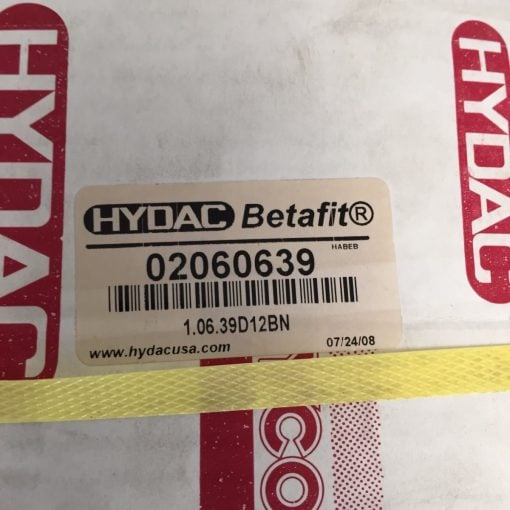 HYDAC
HYDAC
HYDAC Betafit®
HABEB
02060639
1.06.39D12BN
www.hydacusa.com
07/24/08